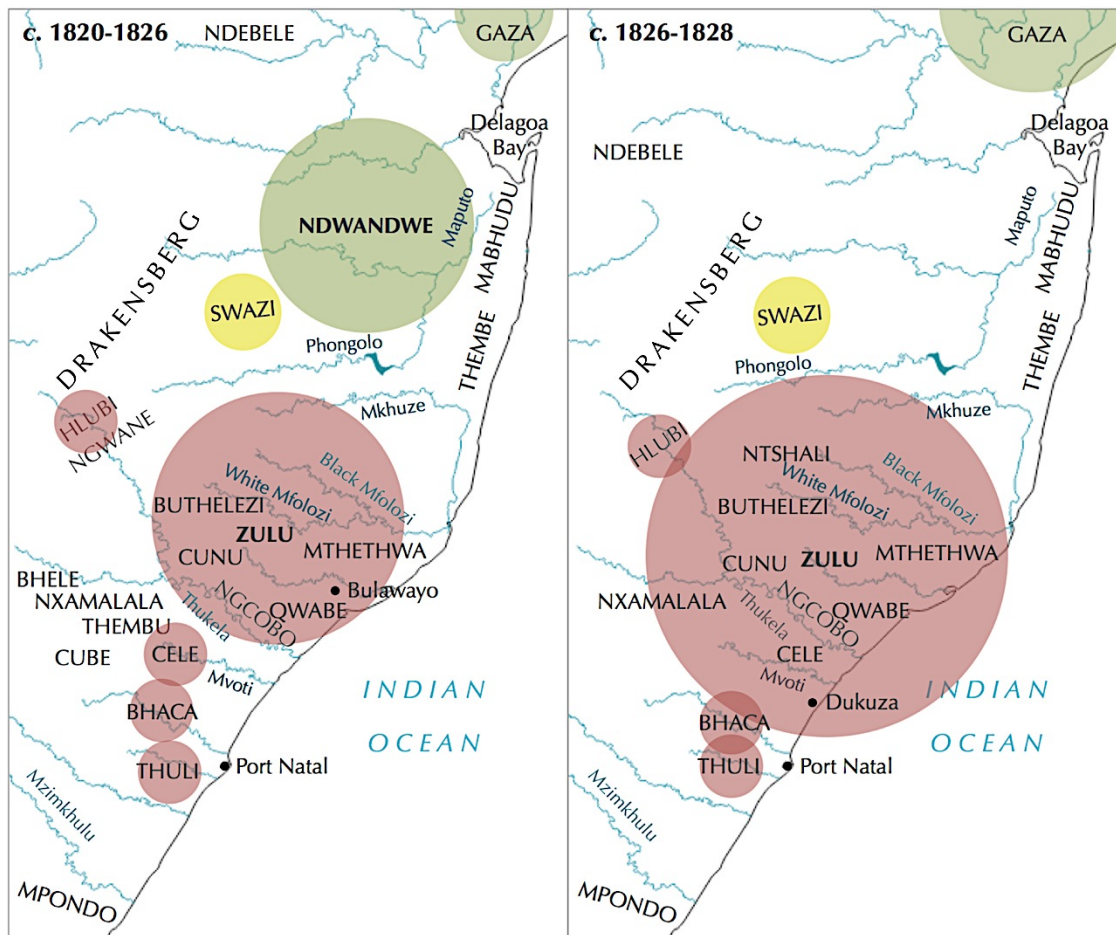 c. 1820-1826
NDEBELE
GAZA
Delagoa
Bay
NDWANDWE
Maputo
MABHUDU
DRAKENSBERG
SWAZI
THEMBE
Phongolo
HLUBI
NGWANE
Mkhuze
Black Mfolozi
White Mfolozi
BUTHELEZI
ZULU
MTHETHWA
CUNU
BHELE
Bulawayo
NXAMALALA
NGCOBO
QWABE
Thukela
THEMBU
CUBE
CELE
Mvoti
INDIAN
OCEAN
BHACA
THULI
Port Natal
Mzimkhulu
MPONDO
c. 1826-1828
GAZA
Delagoa
Bay
NDEBELE
Maputo
MABHUDU
DRAKENSBERG
SWAZI
THEMBE
Phongolo
Mkhuze
HLUBI
NTSHALI
Black Mfolozi
White Mfolozi
BUTHELEZI
ZULU
MTHETHWA
CUNU
NXAMALALA
NGCOBO
QWABE
Thukela
CELE
Mvoti
INDIAN
OCEAN
Dukuza
BHACA
THULI
Port Natal
Mzimkhulu
MPONDO